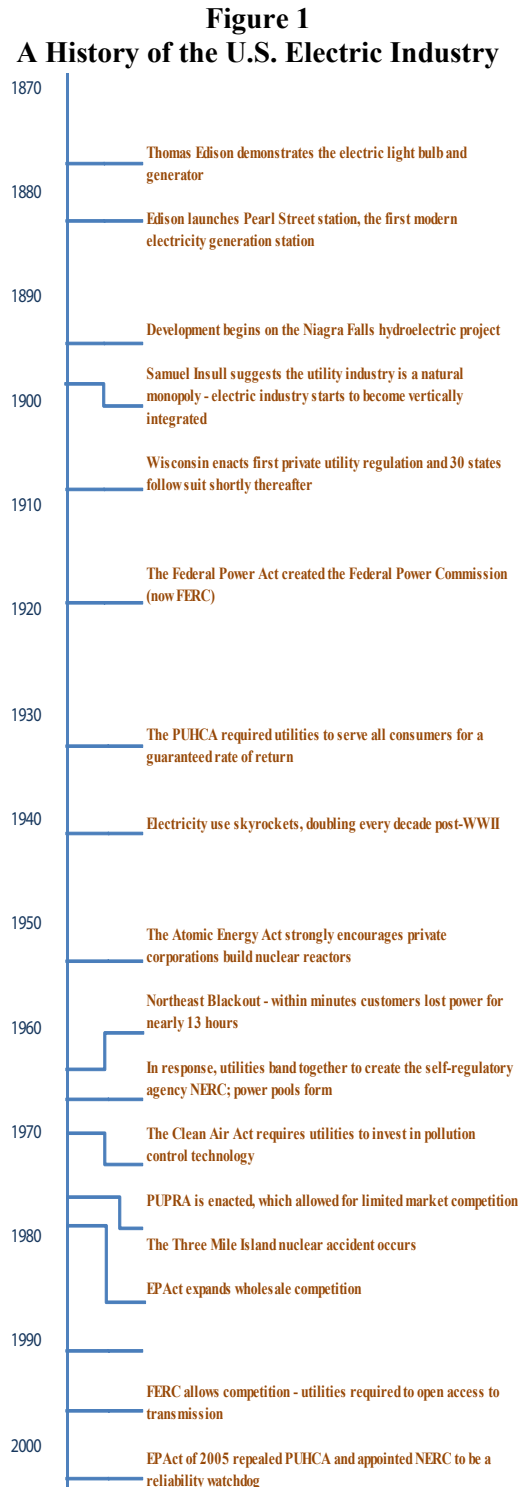 Figure 1
A History of the U.S. Electric Industry
1870
Thomas Edison demonstrates the electric light bulb and
generator
1880
Edison launches Pearl Street station, the first modern
electricity generation station
1890
Development begins on the Niagra Falls hydroelectric project
Samuel Insull suggests the utility industry is a natural
monopoly - electric industry starts to become vertically
integrated
1900
Wisconsin enacts first private utility regulation and 30 states
follow suit shortly thereafter
1910
The Federal Power Act created the Federal Power Commission
(now FERC)
1920
1930
The PUHCA required utilities to serve all consumers for a
guaranteed rate of return
1940
Electricity use skyrockets, doubling every decade post-WWII
1950
The Atomic Energy Act strongly encourages private
corporations build nuclear reactors
Northeast Blackout - within minutes customers lost power for
nearly 13 hours
1960
In response, utilities band together to create the self-regulatory
agency NERC; power pools form
1970
The Clean Air Act requires utilities to invest in pollution
control technology
PUPRA is enacted, which allowed for limited market competition
1980
The Three Mile Island nuclear accident occurs
EPAct expands wholesale competition
1990
FERC allows competition - utilities required to open access to
transmission
2000
EPAct of 2005 repealed PUHCA and appointed NERC to be a
reliability watchdog